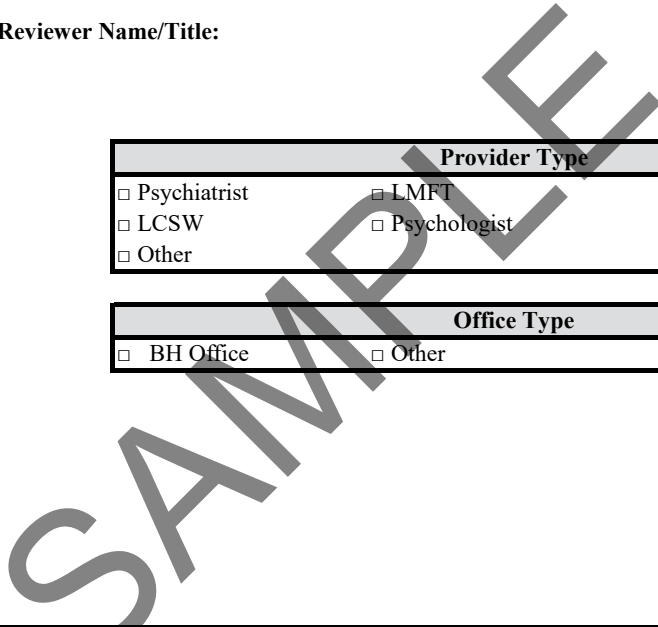 Reviewer Name/Title:
Provider Type
□ Psychiatrist □ LMFT
□ LCSW □ Psychologist
□ Other
Office Type
□ BH Office □ Other
SAMPLE